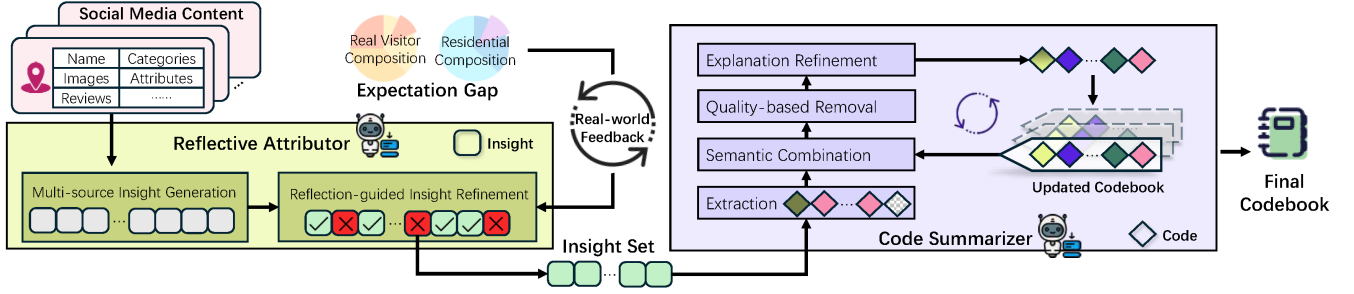 Social Media Content
Name Categories
Images Attributes
Reviews ......
...
Real Visitor
Composition
Residential
Composition
Expectation Gap
Real-world
Feedback
Reflective Attributor
Insight
Multi-source Insight Generation
...
Reflection-guided Insight Refinement
...
Insight Set
...
Explanation Refinement
Quality-based Removal
Semantic Combination
Extraction
...
...
...
Updated Codebook
Code Summarizer
Code
Final
Codebook